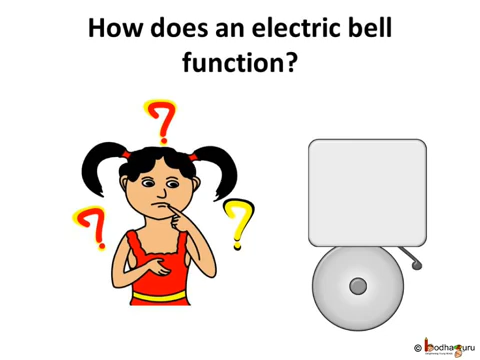 How does an electric bell
function?
?
?
?
© bodhaguru